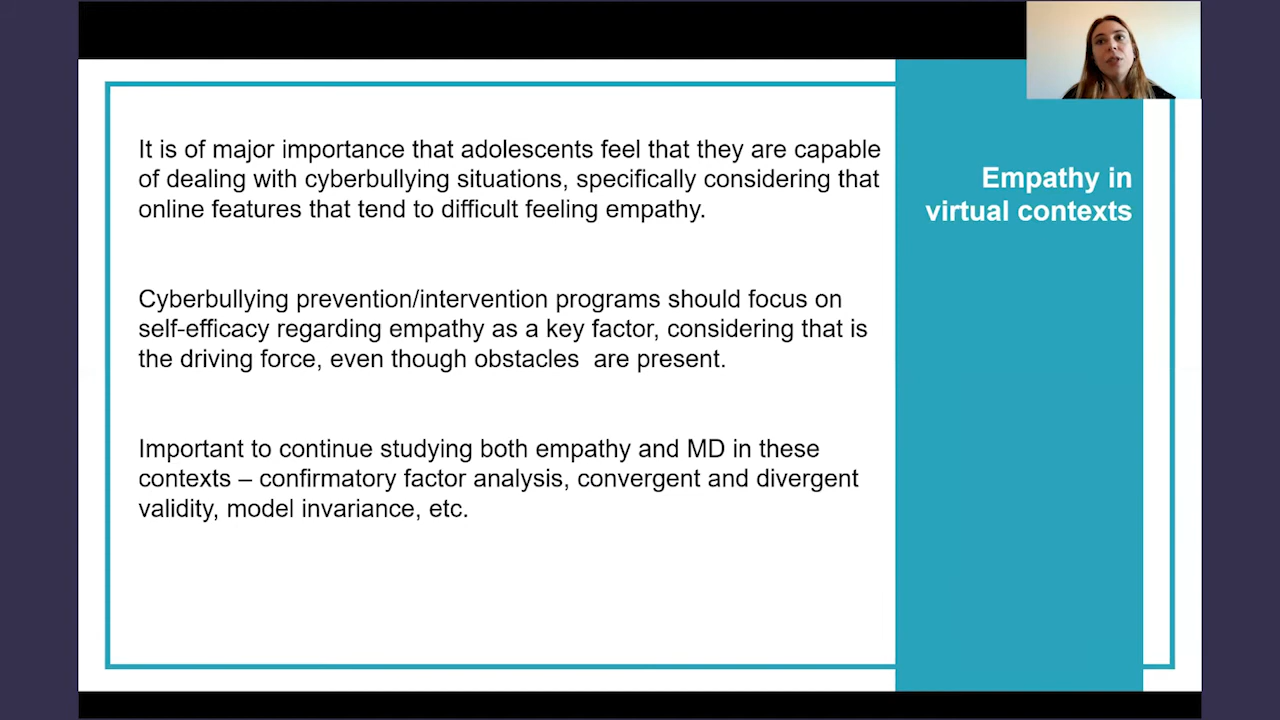 It is of major importance that adolescents feel that they are capable
of dealing with cyberbullying situations, specifically considering that
online features that tend to difficult feeling empathy.
Cyberbullying prevention/intervention programs should focus on
self-efficacy regarding empathy as a key factor, considering that is
the driving force, even though obstacles  are present.
Important to continue studying both empathy and MD in these
contexts – confirmatory factor analysis, convergent and divergent
validity, model invariance, etc.
Empathy in
virtual contexts